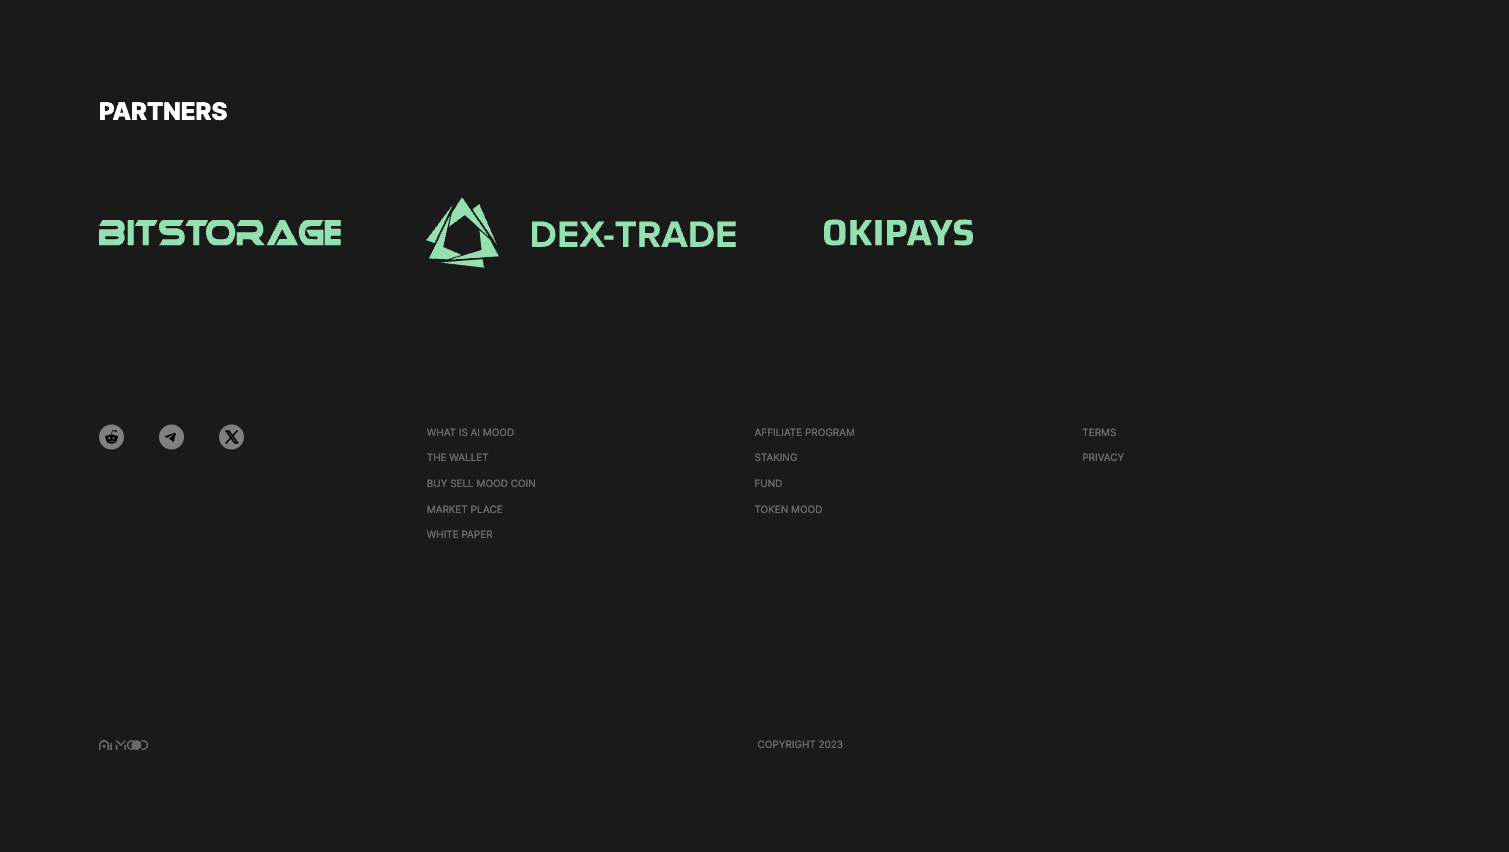 PARTNERS
BITSTORAGE
DEX-TRADE
OKIPAYS
WHAT IS AI MOOD
THE WALLET
BUY SELL MOOD COIN
MARKET PLACE
WHITE PAPER
AFFILIATE PROGRAM
STAKING
FUND
TOKEN MOOD
TERMS
PRIVACY
Ai MOOD
COPYRIGHT 2023